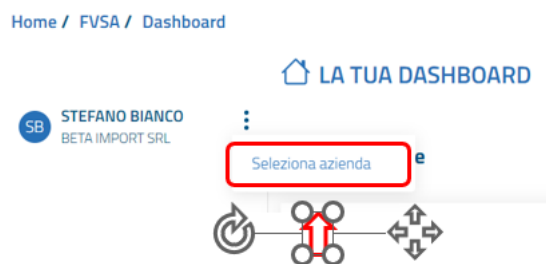 Home / FVSA / Dashboard
LA TUA DASHBOARD
SB
STEFANO BIANCO
BETA IMPORT SRL
Seleziona azienda
e